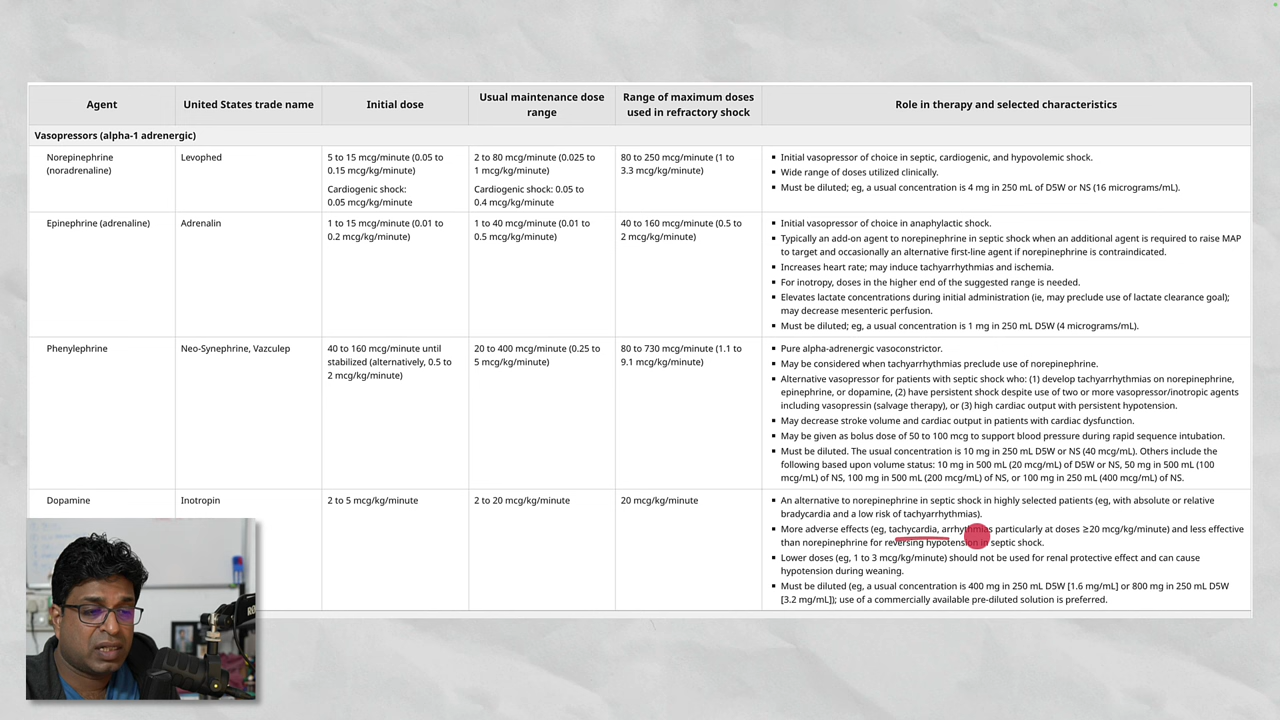 Agent
United States trade name
Initial dose
Usual maintenance dose
range
Range of maximum doses
used in refractory shock
Role in therapy and selected characteristics
Vasopressors (alpha-1 adrenergic)
Norepinephrine
(noradrenaline)
Levophed
5 to 15 mcg/minute (0.05 to
0.15 mcg/kg/minute)
Cardiogenic shock:
0.05 mcg/kg/minute
2 to 80 mcg/minute (0.025 to
1 mcg/kg/minute)
Cardiogenic shock: 0.05 to
0.4 mcg/kg/minute
80 to 250 mcg/minute (1 to
3.3 mcg/kg/minute)
▪ Initial vasopressor of choice in septic, cardiogenic, and hypovolemic shock.
▪ Wide range of doses utilized clinically.
▪ Must be diluted; eg, a usual concentration is 4 mg in 250 mL of D5W or NS (16 micrograms/mL).
Epinephrine (adrenaline)
Adrenalin
1 to 15 mcg/minute (0.01 to
0.2 mcg/kg/minute)
1 to 40 mcg/minute (0.01 to
0.5 mcg/kg/minute)
40 to 160 mcg/minute (0.5 to
2 mcg/kg/minute)
▪ Initial vasopressor of choice in anaphylactic shock.
▪ Typically an add-on agent to norepinephrine in septic shock when an additional agent is required to raise MAP
to target and occasionally an alternative first-line agent if norepinephrine is contraindicated.
▪ Increases heart rate; may induce tachyarrhythmias and ischemia.
▪ For inotropy, doses in the higher end of the suggested range is needed.
▪ Elevates lactate concentrations during initial administration (ie, may preclude use of lactate clearance goal);
may decrease mesenteric perfusion.
▪ Must be diluted; eg, a usual concentration is 1 mg in 250 mL D5W (4 micrograms/mL).
Phenylephrine
Neo-Synephrine, Vazculep
40 to 160 mcg/minute until
stabilized (alternatively, 0.5 to
2 mcg/kg/minute)
20 to 400 mcg/minute (0.25 to
5 mcg/kg/minute)
80 to 730 mcg/minute (1.1 to
9.1 mcg/kg/minute)
▪ Pure alpha-adrenergic vasoconstrictor.
▪ May be considered when tachyarrhythmias preclude use of norepinephrine.
▪ Alternative vasopressor for patients with septic shock who: (1) develop tachyarrhythmias on norepinephrine,
epinephrine, or dopamine, (2) have persistent shock despite use of two or more vasopressor/inotropic agents
including vasopressin (salvage therapy), or (3) high cardiac output with persistent hypotension.
▪ May decrease stroke volume and cardiac output in patients with cardiac dysfunction.
▪ May be given as bolus dose of 50 to 100 mcg to support blood pressure during rapid sequence intubation.
▪ Must be diluted. The usual concentration is 10 mg in 250 mL D5W or NS (40 mcg/mL). Others include the
following based upon volume status: 10 mg in 500 mL (20 mcg/mL) of D5W or NS, 50 mg in 500 mL (100
mcg/mL) of NS, 100 mg in 500 mL (200 mcg/mL) of NS, or 100 mg in 250 mL (400 mcg/mL) of NS.
Dopamine
Inotropin
2 to 5 mcg/kg/minute
2 to 20 mcg/kg/minute
20 mcg/kg/minute
▪ An alternative to norepinephrine in septic shock in highly selected patients (eg, with absolute or relative
bradycardia and a low risk of tachyarrhythmias).
▪ More adverse effects (eg, tachycardia, arrhythmias particularly at doses ≥20 mcg/kg/minute) and less effective
than norepinephrine for reversing hypotension in septic shock.
▪ Lower doses (eg, 1 to 3 mcg/kg/minute) should not be used for renal protective effect and can cause
hypotension during weaning.
▪ Must be diluted (eg, a usual concentration is 400 mg in 250 mL D5W [1.6 mg/mL] or 800 mg in 250 mL D5W
[3.2 mg/mL]); use of a commercially available pre-diluted solution is preferred.